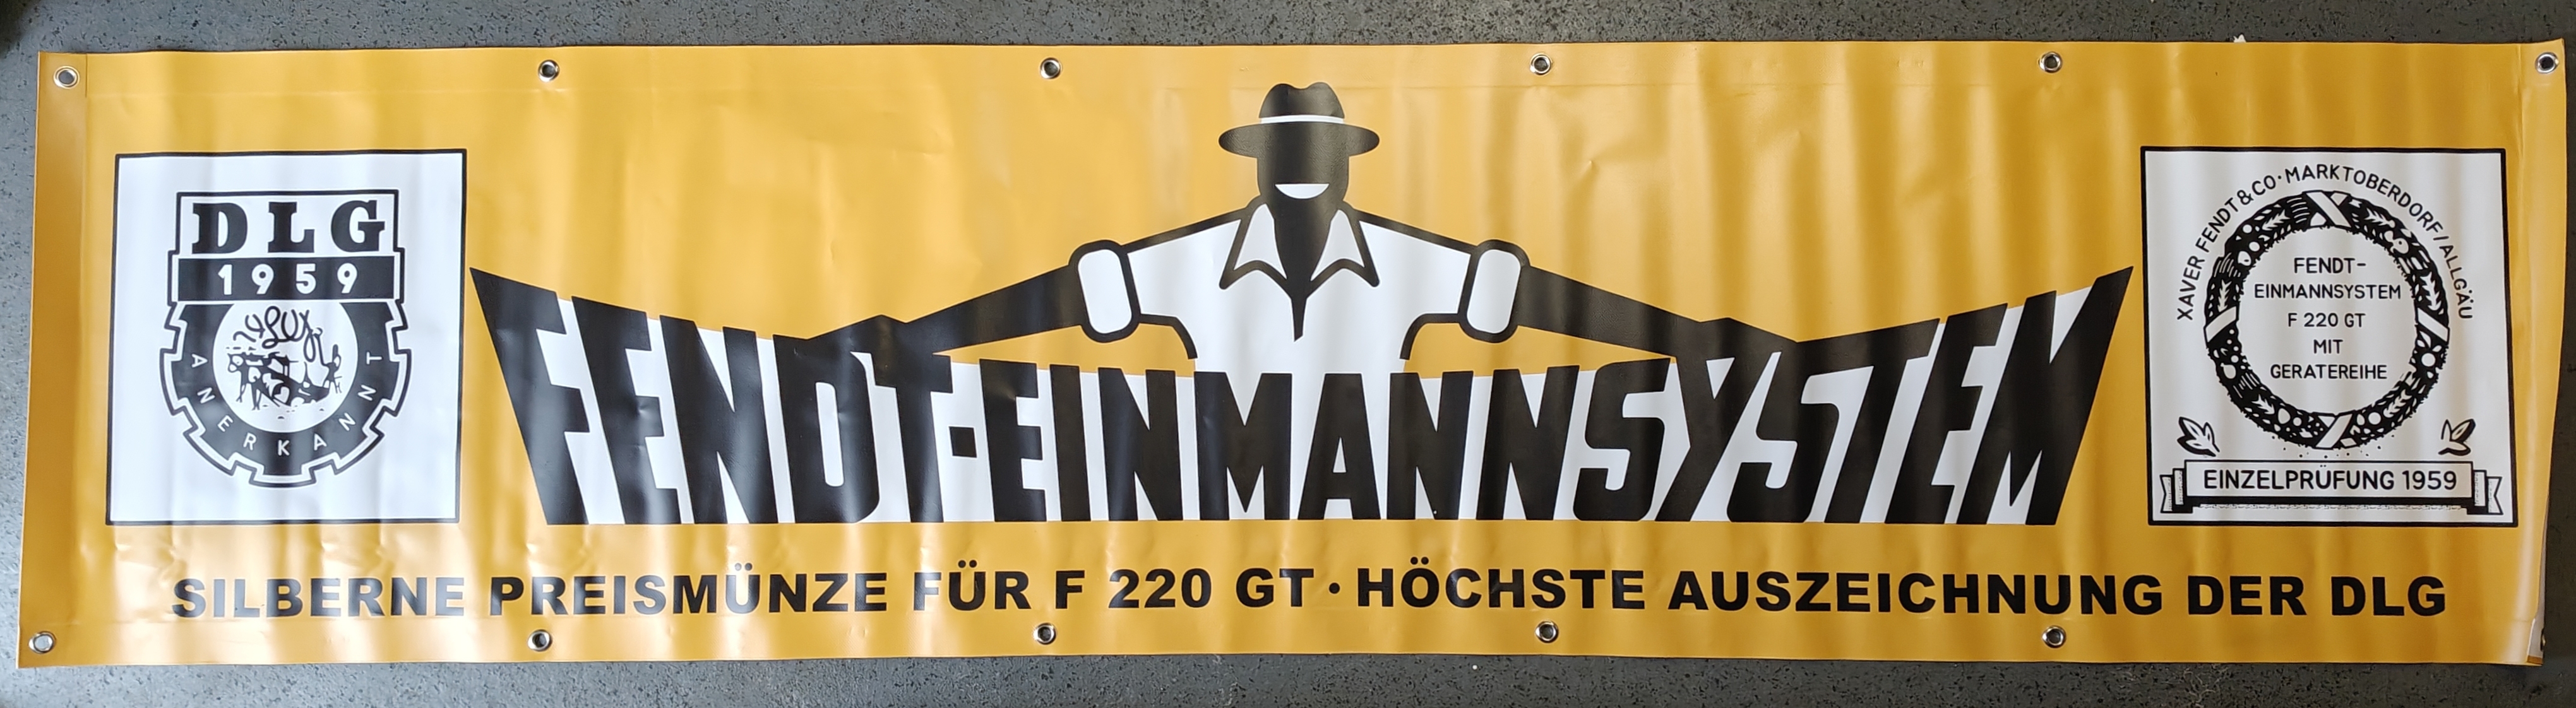 DLG
1959
ANERKANNT
FENDT-EINMANNSYSTEM
XAVER FENDT & CO · MARKTOBERDORF / ALLGÄU
FENDT-
EINMANNSYSTEM
F 220 GT
MIT
GERATEREIHE
EINZELPRÜFUNG 1959
SILBERNE PREISMÜNZE FÜR F 220 GT · HÖCHSTE AUSZEICHNUNG DER DLG